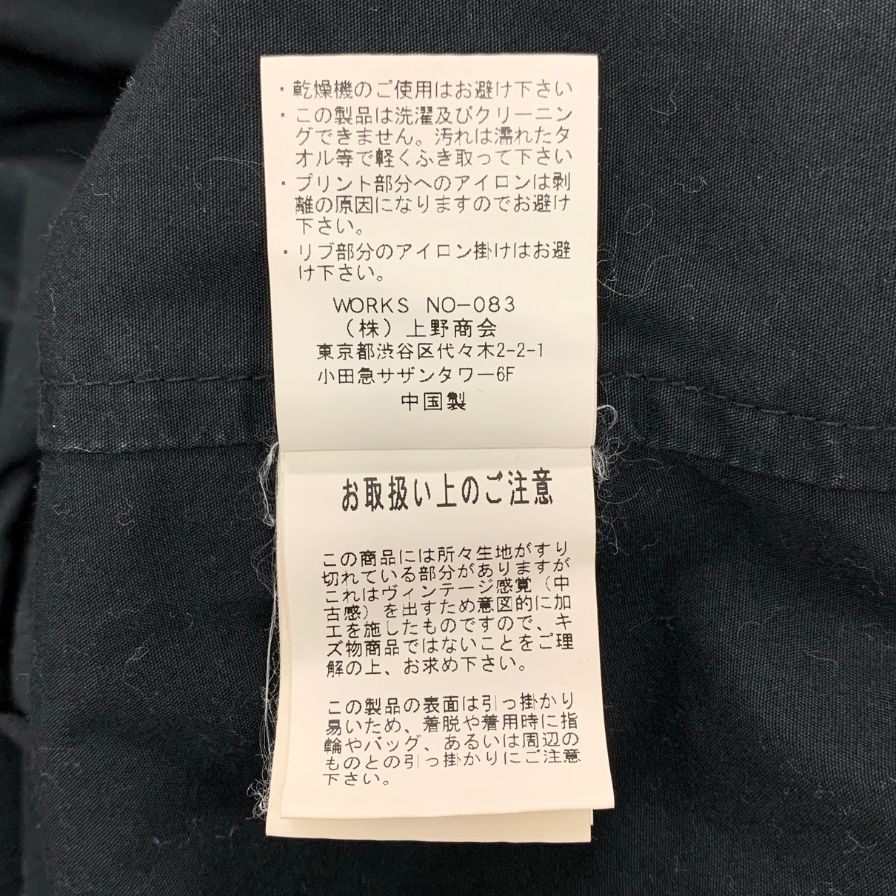 ・乾燥機のご使用はお避け下さい
・この製品は洗濯及びクリーニン
グできません。汚れは濡れたタ
オル等で軽くふき取って下さい
・プリント部分へのアイロンは剥
離の原因になりますのでお避け
下さい。
・リブ部分のアイロン掛けはお避
け下さい。
WORKS NO-083
(株)上野商会
東京都渋谷区代々木2-2-1
小田急サザンタワー6F
中国製
お取扱い上のご注意
この商品には所々生地がすり
切れている部分がありますが
これはヴィンテージ感覚(中
古感)を出すため意図的に加
工を施したものですので、キ
ズ物商品ではないことをご理
解の上、お求め下さい。
この製品の表面は引っ掛かり
易いため、着脱や着用時に指
輪やバッグ、あるいは周辺の
ものとの引っ掛かりにご注意
下さい。